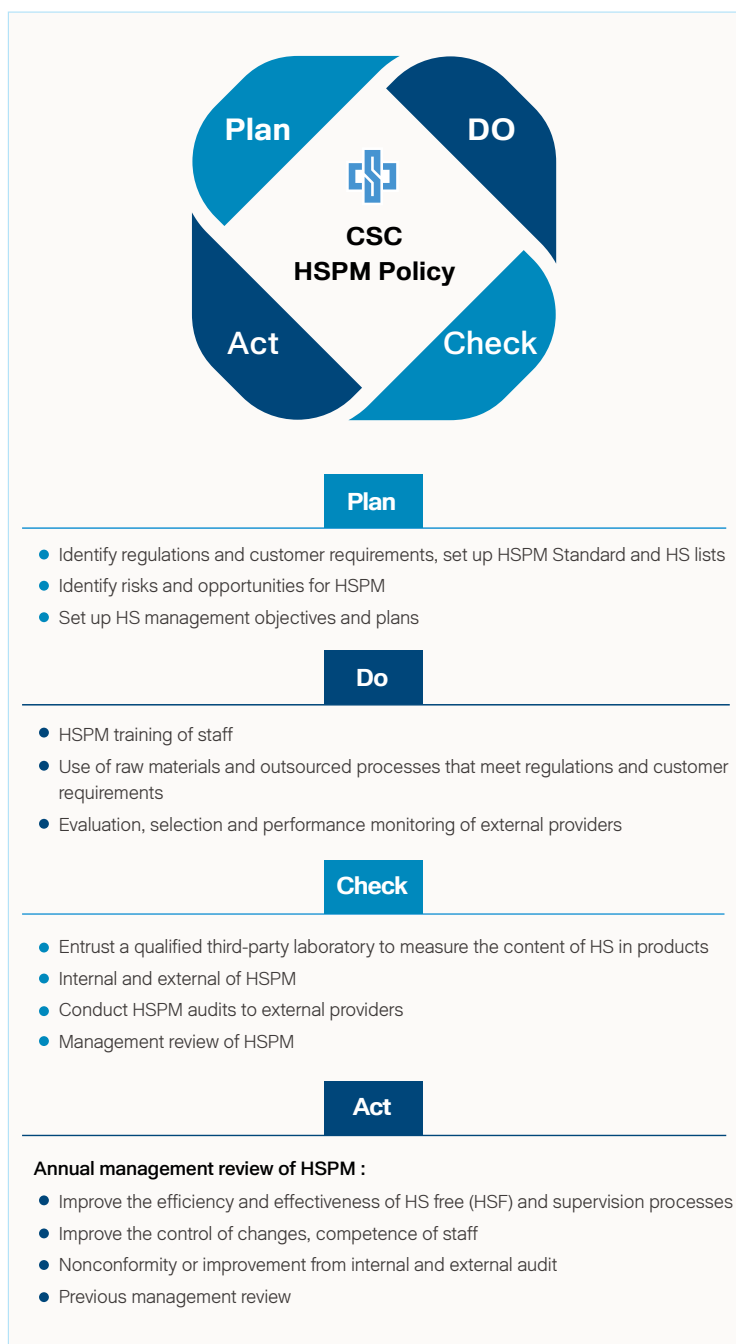 Plan
DO
CSC
HSPM Policy
Act
Check
Plan
Identify regulations and customer requirements, set up HSPM Standard and HS lists
Identify risks and opportunities for HSPM
Set up HS management objectives and plans
Do
HSPM training of staff
Use of raw materials and outsourced processes that meet regulations and customer
requirements
Evaluation, selection and performance monitoring of external providers
Check
Entrust a qualified third-party laboratory to measure the content of HS in products
Internal and external of HSPM
Conduct HSPM audits to external providers
Management review of HSPM
Act
Annual management review of HSPM :
Improve the efficiency and effectiveness of HS free (HSF) and supervision processes
Improve the control of changes, competence of staff
Nonconformity or improvement from internal and external audit
Previous management review